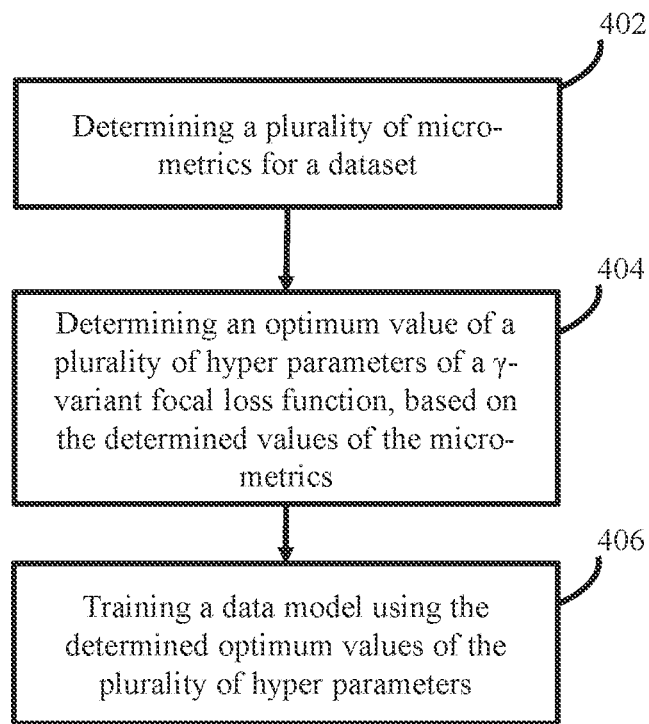 402
Determining a plurality of micro-
metrics for a dataset
404
Determining an optimum value of a
plurality of hyper parameters of a γ-
variant focal loss function, based on
the determined values of the micro-
metrics
406
Training a data model using the
determined optimum values of the
plurality of hyper parameters